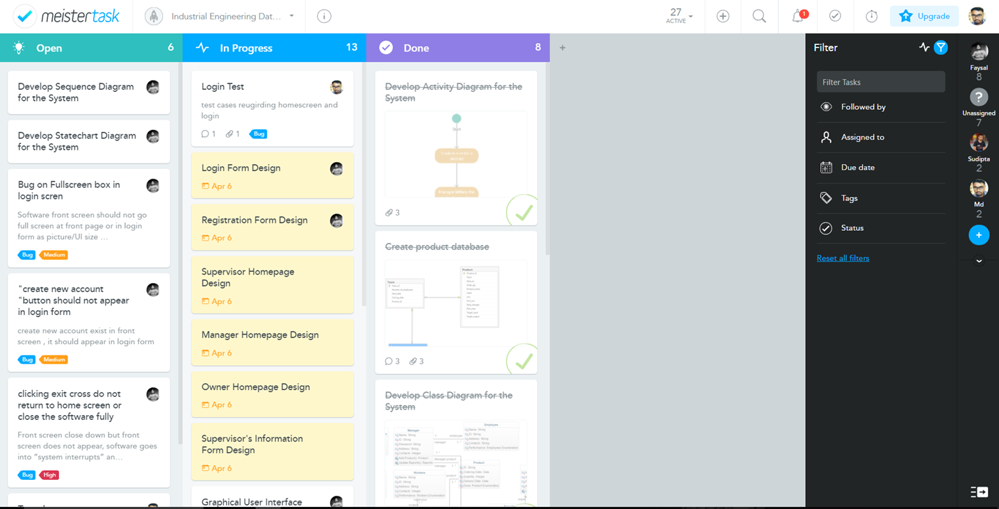 meistertask
Industrial Engineering Dat...
27
ACTIVE
1
Upgrade
Open 6
Develop Sequence Diagram
for the System
Develop Statechart Diagram
for the System
Bug on Fullscreen box in
login scren
Software front screen should not go
full screen at front page or in login
form as picture/UI size ...
Bug Medium
"create new account
"button should not appear
in login form
create new account exist in front
screen , it should appear in login form
Bug Medium
clicking exit cross do not
return to home screen or
close the software fully
Front screen close down but front
screen does not appear, software goes
into "system interrupts" an...
Bug High
In Progress 13
Login Test
test cases reugirding homescreen and
login
1 1 Bug
Login Form Design
Apr 6
Registration Form Design
Apr 6
Supervisor Homepage
Design
Apr 6
Manager Homepage Design
Apr 6
Owner Homepage Design
Apr 6
Supervisor's Information
Form Design
Apr 6
Graphical User Interface
Done 8
Develop Activity Diagram for the
System
Start
3
Create product database
Team
Product
3 3
Develop Class Diagram for the
System
Manager
Employee
Product
Workers
+
Filter
Filter Tasks
Followed by
Assigned to
Due date
Tags
Status
Reset all filters
Faysal
8
?
Unassigned
7
Sudipta
2
Md
2
+